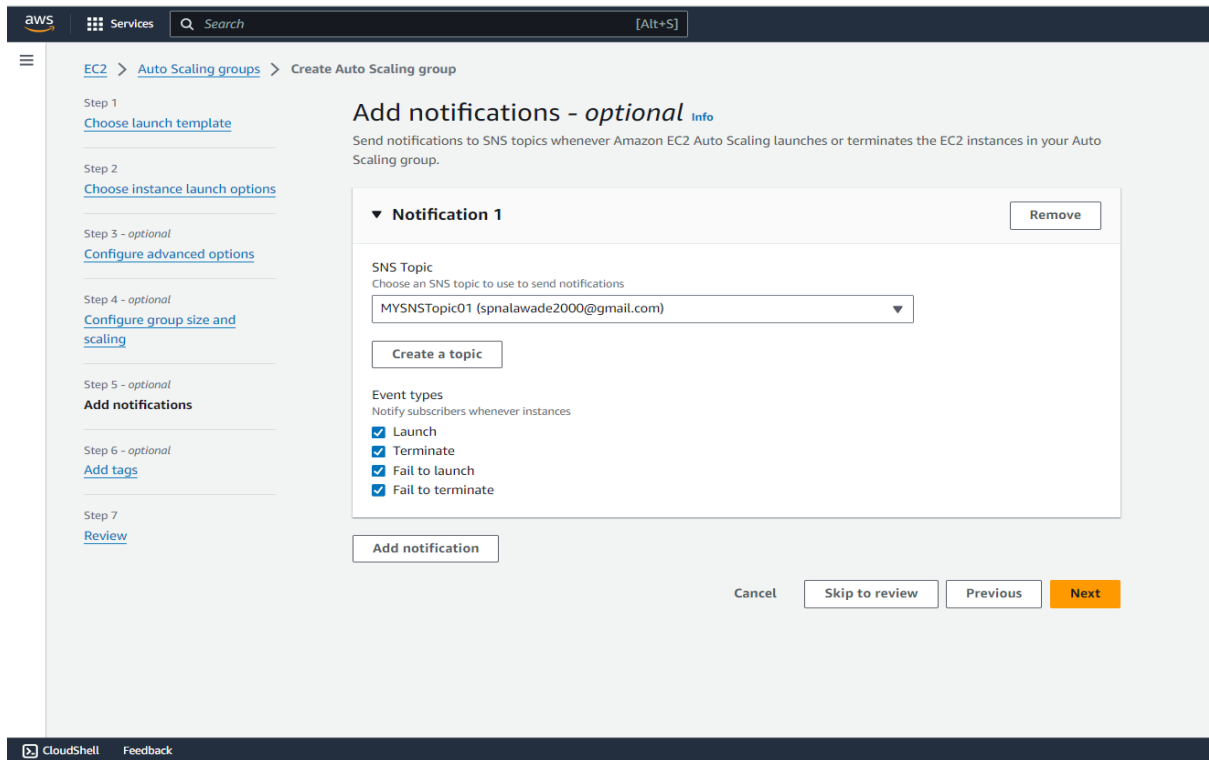 aws
Services
Search
[Alt+S]
EC2 > Auto Scaling groups > Create Auto Scaling group
Step 1
Choose launch template
Step 2
Choose instance launch options
Step 3 - optional
Configure advanced options
Step 4 - optional
Configure group size and
scaling
Step 5 - optional
Add notifications
Step 6 - optional
Add tags
Step 7
Review
Add notifications - optional Info
Send notifications to SNS topics whenever Amazon EC2 Auto Scaling launches or terminates the EC2 instances in your Auto
Scaling group.
Notification 1
Remove
SNS Topic
Choose an SNS topic to use to send notifications
MYSNSTopic01 (spnalawade2000@gmail.com)
Create a topic
Event types
Notify subscribers whenever instances
Launch
Terminate
Fail to launch
Fail to terminate
Add notification
Cancel
Skip to review
Previous
Next
CloudShell
Feedback